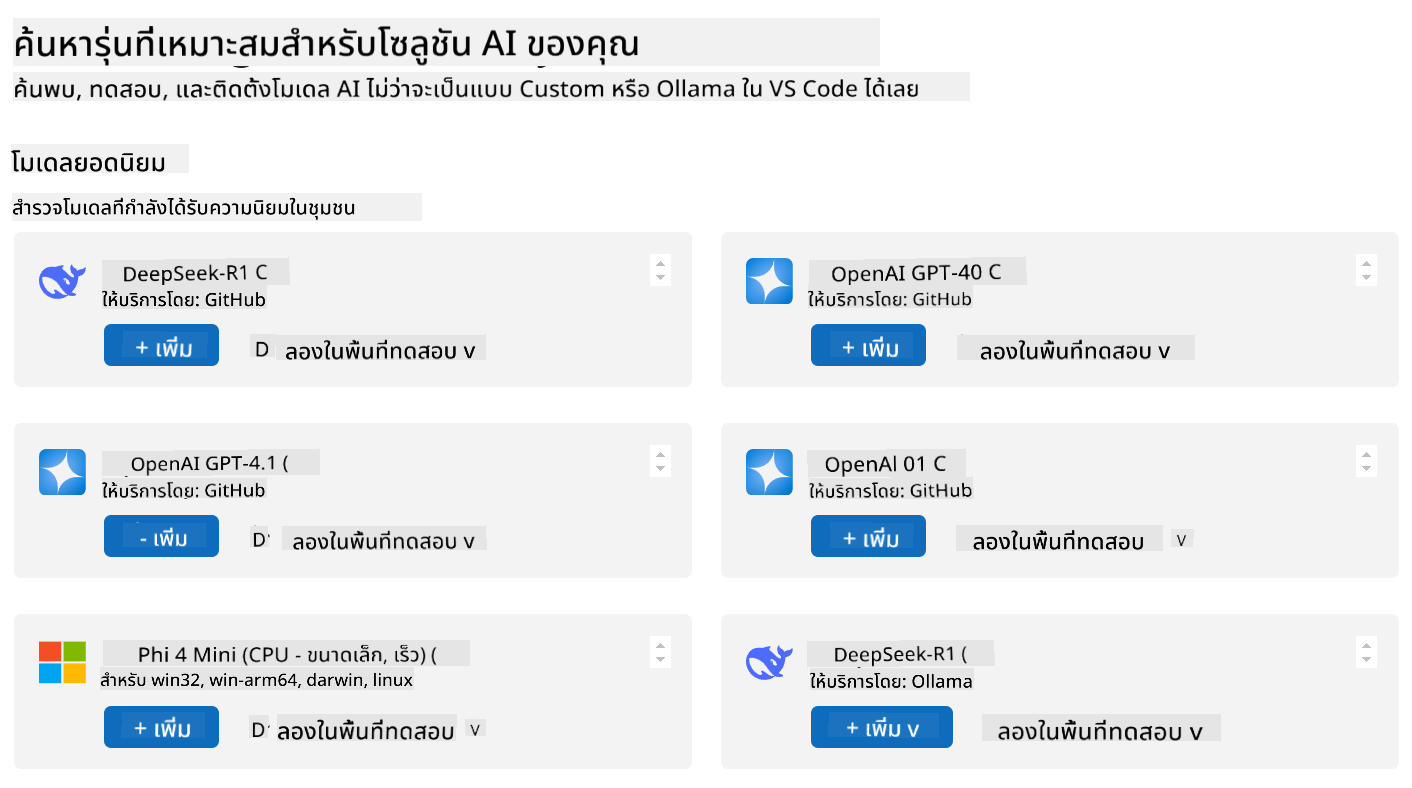 ค้นหารุ่นที่เหมาะสมสำหรับโซลูชัน AI ของคุณ
ค้นพบ, ทดสอบ, และติดตั้งโมเดล AI ไม่ว่าจะเป็นแบบ Custom หรือ Ollama ใน VS Code ได้เลย
โมเดลยอดนิยม
สำรวจโมเดลที่กำลังได้รับความนิยมในชุมชน
DeepSeek-R1 C
ให้บริการโดย: GitHub
+ เพิ่ม D ลองในพื้นที่ทดสอบ v
OpenAI GPT-40 C
ให้บริการโดย: GitHub
+ เพิ่ม ลองในพื้นที่ทดสอบ v
OpenAI GPT-4.1 (
ให้บริการโดย: GitHub
- เพิ่ม D ลองในพื้นที่ทดสอบ v
OpenAl 01 C
ให้บริการโดย: GitHub
+ เพิ่ม ลองในพื้นที่ทดสอบ v
Phi 4 Mini (CPU - ขนาดเล็ก, เร็ว) (
สำหรับ win32, win-arm64, darwin, linux
+ เพิ่ม D ลองในพื้นที่ทดสอบ v
DeepSeek-R1 (
ให้บริการโดย: Ollama
+ เพิ่ม v ลองในพื้นที่ทดสอบ v